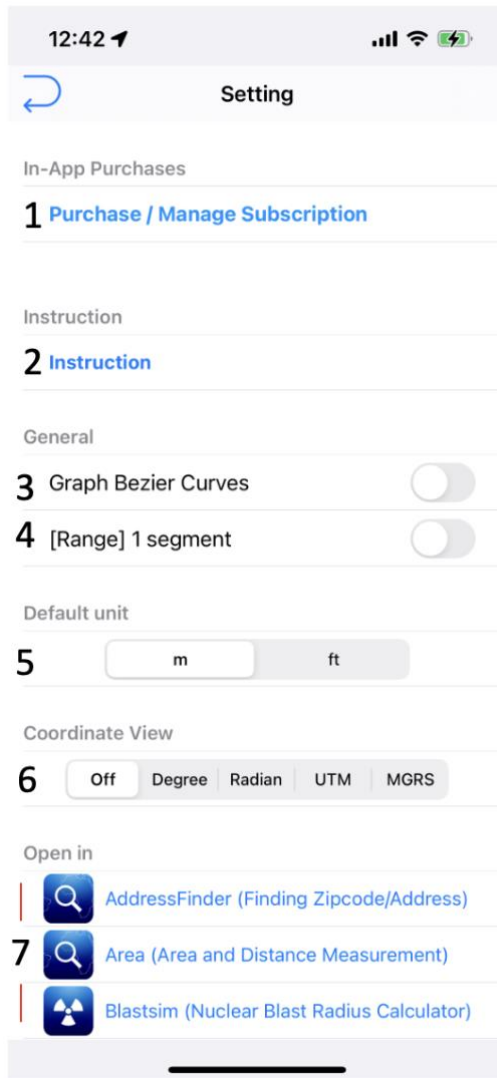 12:42
Setting
In-App Purchases
1 Purchase / Manage Subscription
Instruction
2 Instruction
General
3 Graph Bezier Curves
4 [Range] 1 segment
Default unit
5 m ft
Coordinate View
6 Off Degree Radian UTM MGRS
Open in
AddressFinder (Finding Zipcode/Address)
7 Area (Area and Distance Measurement)
Blastsim (Nuclear Blast Radius Calculator)